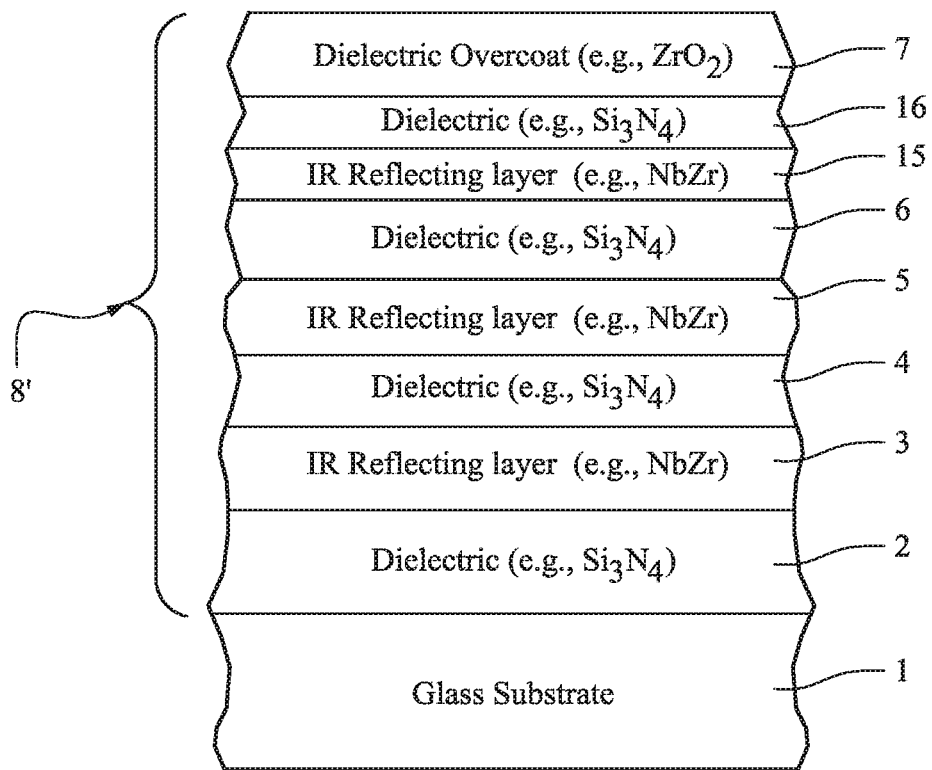 Dielectric Overcoat (e.g., ZrO2) 7
Dielectric (e.g., Si3N4) 16
IR Reflecting layer (e.g., NbZr) 15
Dielectric (e.g., Si3N4) 6
IR Reflecting layer (e.g., NbZr) 5
Dielectric (e.g., Si3N4) 4
8'
IR Reflecting layer (e.g., NbZr) 3
Dielectric (e.g., Si3N4) 2
Glass Substrate 1